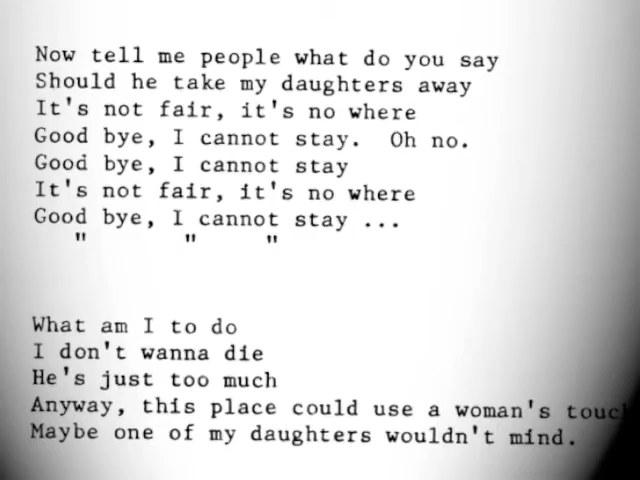 Now tell me people what do you say
Should he take my daughters away
It's not fair, it's no where
Good bye, I cannot stay.  Oh no.
Good bye, I cannot stay
It's not fair, it's no where
Good bye, I cannot stay ...
"        "      "
What am I to do
I don't wanna die
He's just too much
Anyway, this place could use a woman's touc
Maybe one of my daughters wouldn't mind.